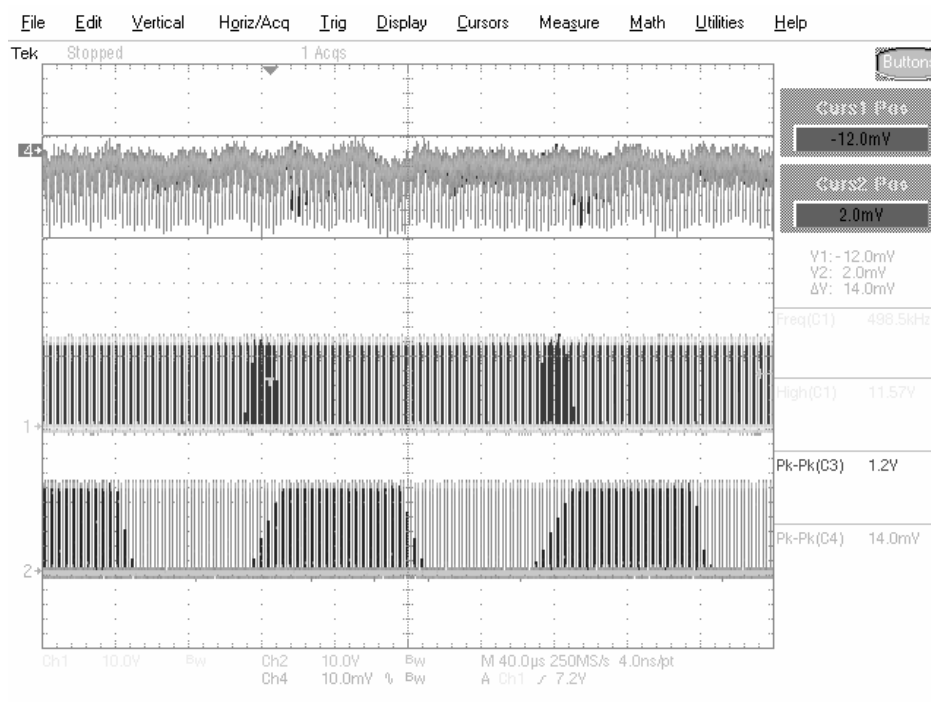 File Edit Vertical Horiz/Acq Trig Display Cursors Measure Math Utilities Help
Tek Stopped 1 Acqs
Buttons
Curs1 Pos
-12.0mV
Curs2 Pos
2.0mV
V1: -12.0mV
V2: 2.0mV
ΔV: 14.0mV
Freq(C1) 498.5kHz
High(C1) 11.57V
Pk-Pk(C3) 1.2V
Pk-Pk(C4) 14.0mV
4
1
2
Ch1 10.0V Bw Ch2 10.0V Bw M 40.0µs 250MS/s 4.0ns/pt
Ch4 10.0mV Bw A Ch1 7.2V